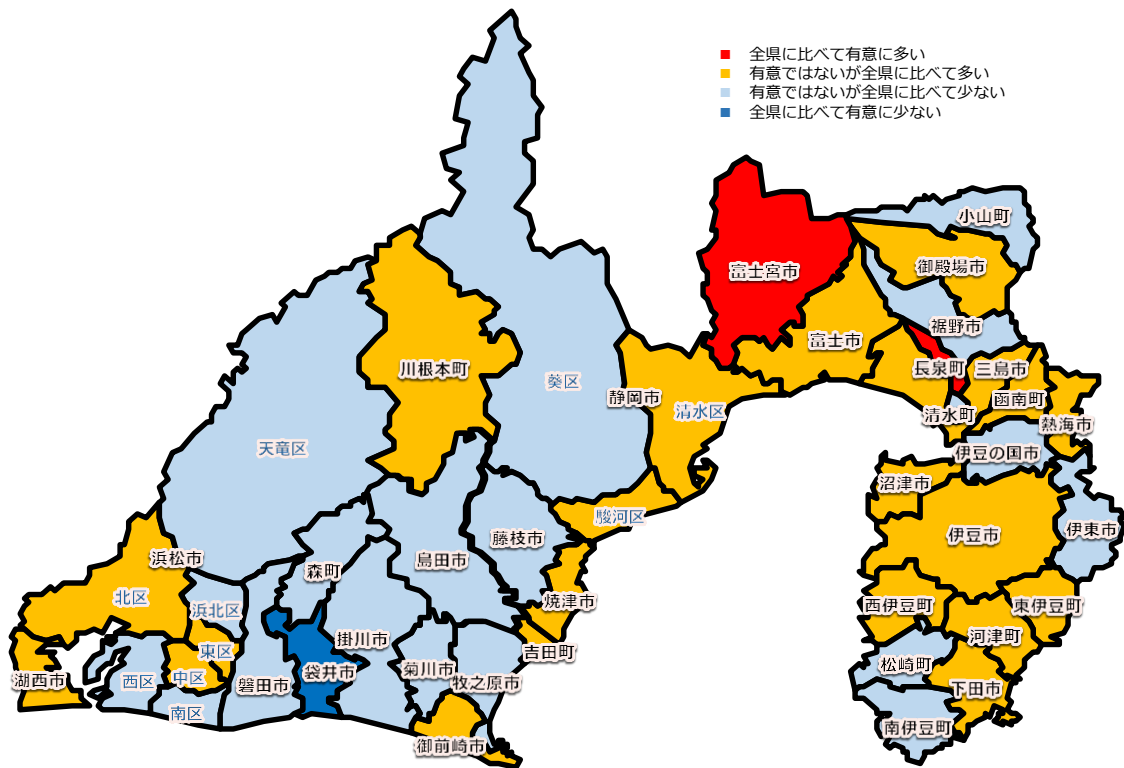 全県に比べて有意に多い
有意ではないが全県に比べて多い
有意ではないが全県に比べて少ない
全県に比べて有意に少ない
小山町
御殿場市
富士宮市
裾野市
富士市
長泉町
三島市
川根本町
葵区
静岡市
清水区
函南町
清水町
熱海市
天竜区
伊豆の国市
沼津市
駿河区
伊東市
伊豆市
藤枝市
浜松市
島田市
森町
北区
浜北区
焼津市
西伊豆町
東伊豆町
掛川市
河津町
東区
吉田町
松崎町
湖西市
西区
中区
磐田市
袋井市
菊川市
牧之原市
下田市
南区
南伊豆町
御前崎市